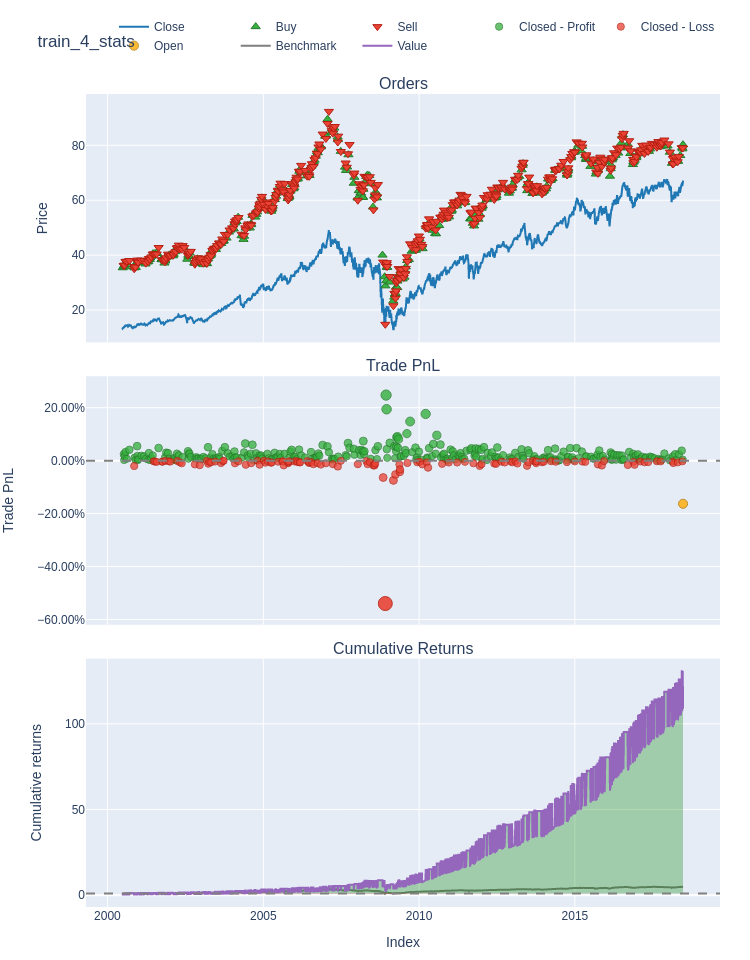 train_4_stats
Close
Buy
Sell
Closed - Profit
Closed - Loss
Open
Benchmark
Value
Orders
80
60
40
20
Price
Trade PnL
20.00%
0.00%
−20.00%
−40.00%
−60.00%
Trade PnL
Cumulative Returns
100
50
0
Cumulative returns
2000
2005
2010
2015
Index